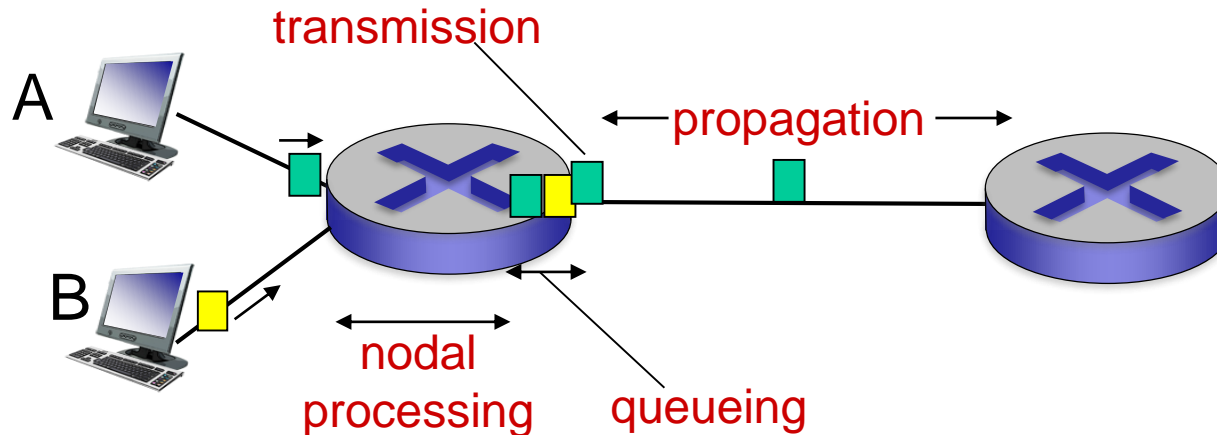 transmission
A
propagation
B
nodal
processing
queueing